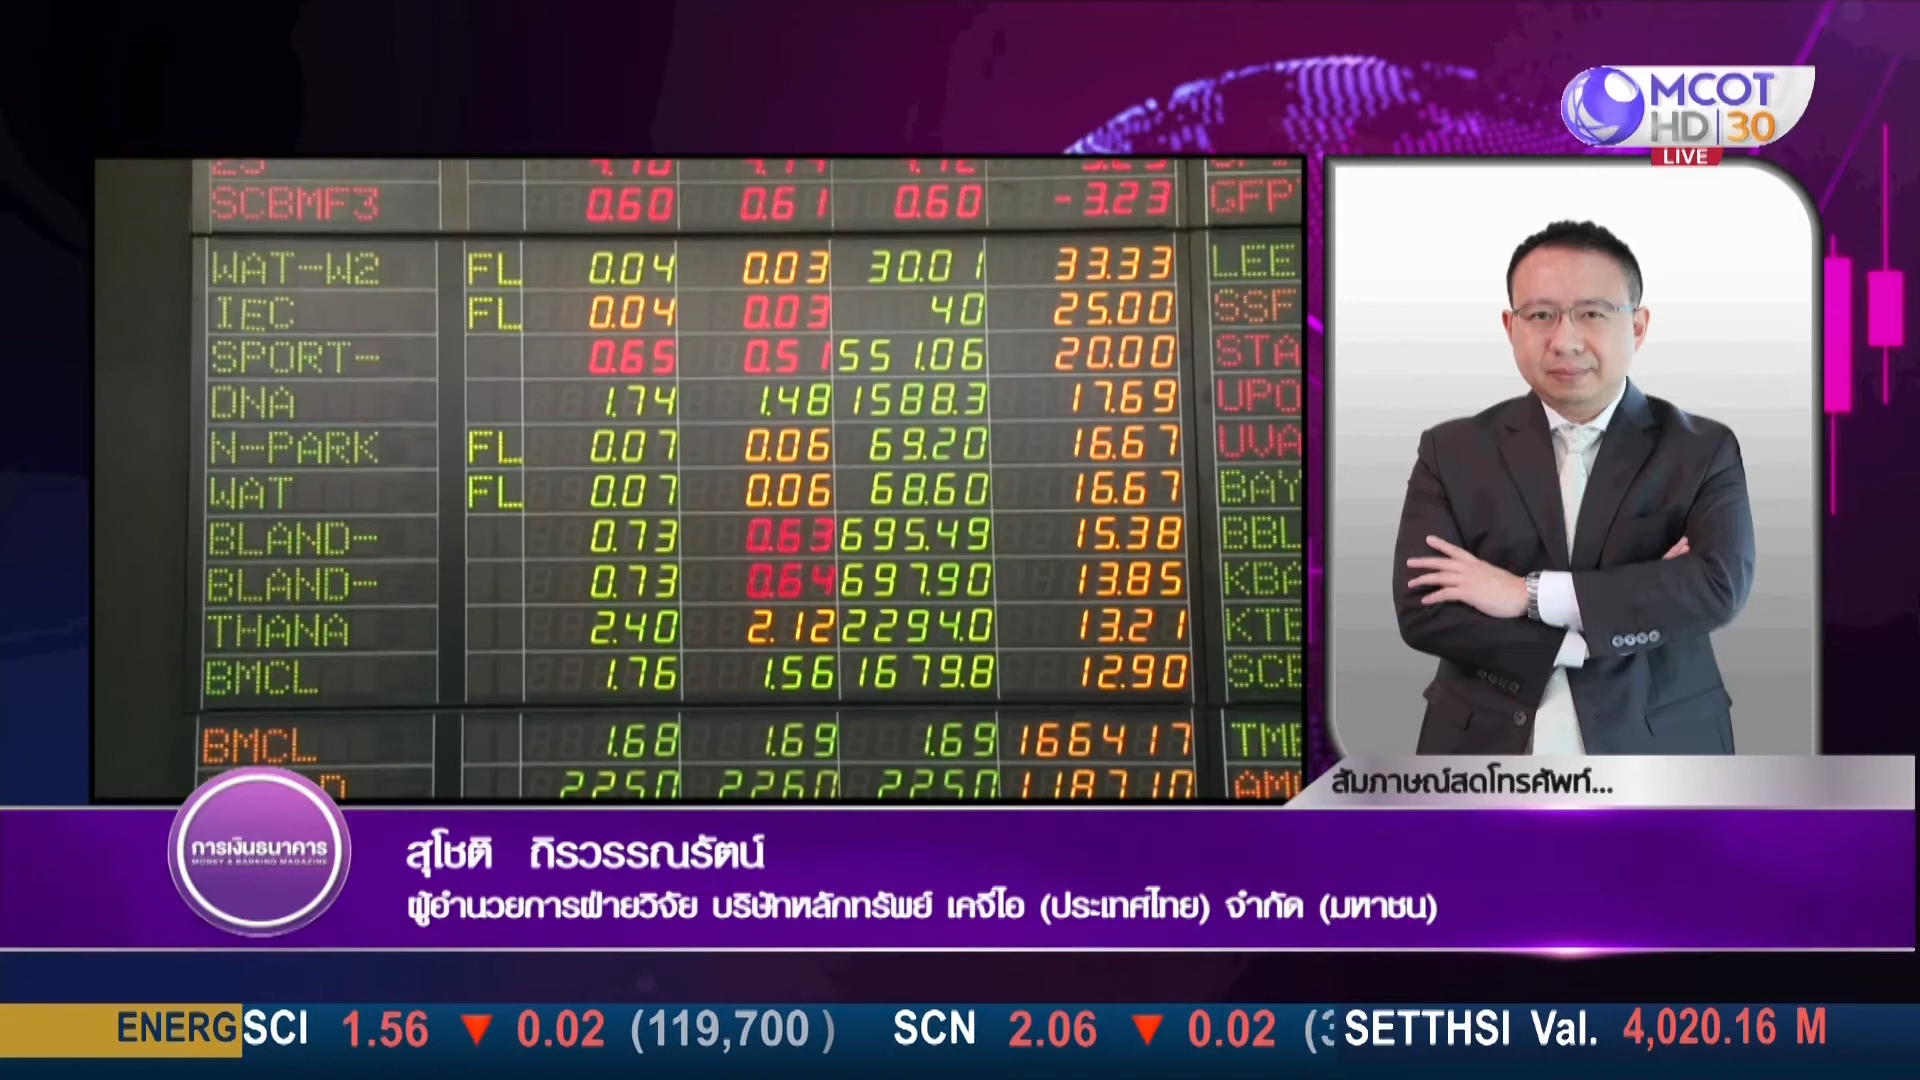 MCOT
HD 30
LIVE
SCBMF3 0.60 0.61 0.60 -3.23
WAT-W2 FL 0.04 0.03 30.01 33.33 LEE
IEC FL 0.04 0.03 40 25.00 SSF
SPORT- 0.65 0.51 551.06 20.00 STA
DNA 1.74 1.48 1588.3 17.69 UPO
N-PARK FL 0.07 0.06 69.20 16.67 UVA
WAT FL 0.07 0.06 68.60 16.67 BAY
BLAND- 0.73 0.63 695.49 15.38 BBL
BLAND- 0.73 0.64 697.90 13.85 KBA
THANA 2.40 2.12 2294.0 13.21 KTB
BMCL 1.76 1.56 1679.8 12.90 SCB
BMCL 1.68 1.69 1.69 166417 TMB
2250 2260 2250 118710
สัมภาษณ์สดโทรศัพท์...
การเงินธนาคาร
MONEY & BANKING MAGAZINE
สุโชติ ถิรวรรณรัตน์
ผู้อำนวยการฝ่ายวิจัย บริษัทหลักทรัพย์ เคจีไอ (ประเทศไทย) จำกัด (มหาชน)
ENERG SCI 1.56 ▼ 0.02 (119,700 ) SCN 2.06 ▼ 0.02 SETTHSI Val. 4,020.16 M